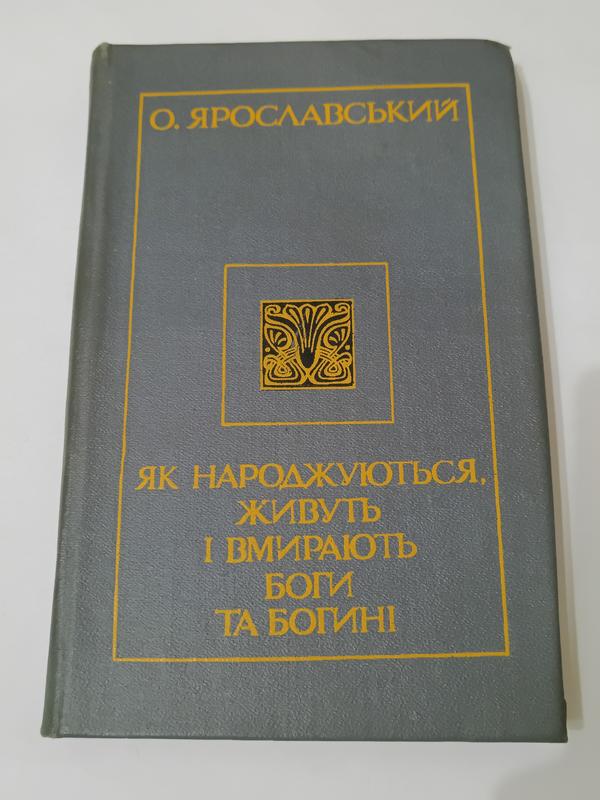 О. ЯРОСЛАВСЬКИЙ
ЯК НАРОДЖУЮТЬСЯ,
ЖИВУТЬ
І ВМИРАЮТЬ
БОГИ
ТА БОГИНІ